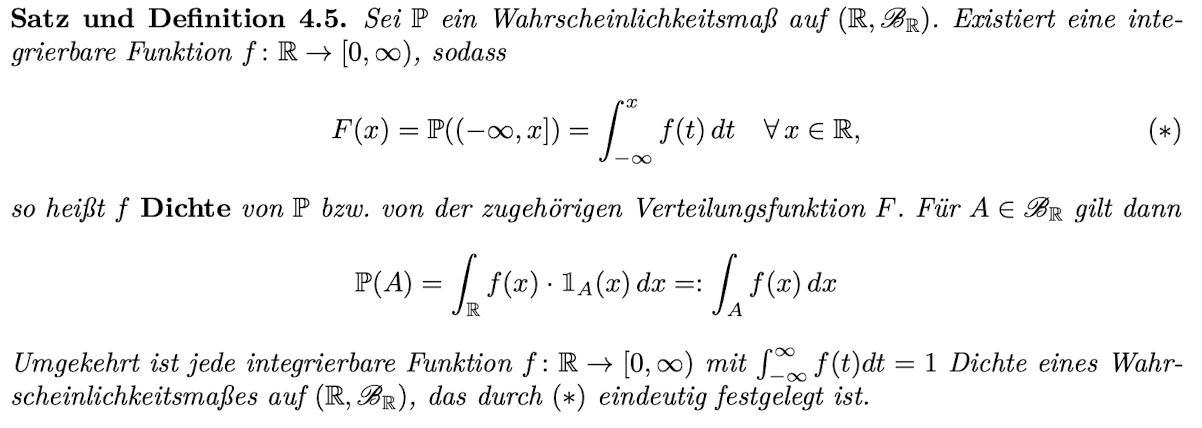 Satz und Definition 4.5. Sei ℙ ein Wahrscheinlichkeitsmaß auf (ℝ, ℬ_ℝ). Existiert eine inte-
grierbare Funktion f: ℝ → [0, ∞), sodass
F(x) = ℙ((−∞, x]) = ∫_{−∞}^{x} f(t) dt ∀ x ∈ ℝ, (∗)
so heißt f Dichte von ℙ bzw. von der zugehörigen Verteilungsfunktion F. Für A ∈ ℬ_ℝ gilt dann
ℙ(A) = ∫_ℝ f(x) · 𝟙_A(x) dx =: ∫_A f(x) dx
Umgekehrt ist jede integrierbare Funktion f: ℝ → [0, ∞) mit ∫_{−∞}^{∞} f(t)dt = 1 Dichte eines Wahr-
scheinlichkeitsmaßes auf (ℝ, ℬ_ℝ), das durch (∗) eindeutig festgelegt ist.